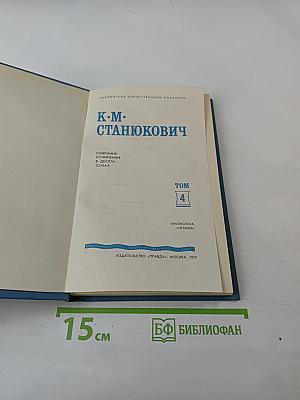 БИБЛИОТЕКА ОТЕЧЕСТВЕННОЙ КЛАССИКИ
К·М·
СТАНЮКОВИЧ
СОБРАНИЕ
СОЧИНЕНИЙ
В ДЕСЯТИ
ТОМАХ
ТОМ
4
БИБЛИОТЕКА
«ОГОНЕК»
ИЗДАТЕЛЬСТВО «ПРАВДА» МОСКВА 1977
15 см
БФ БИБЛИОФАН